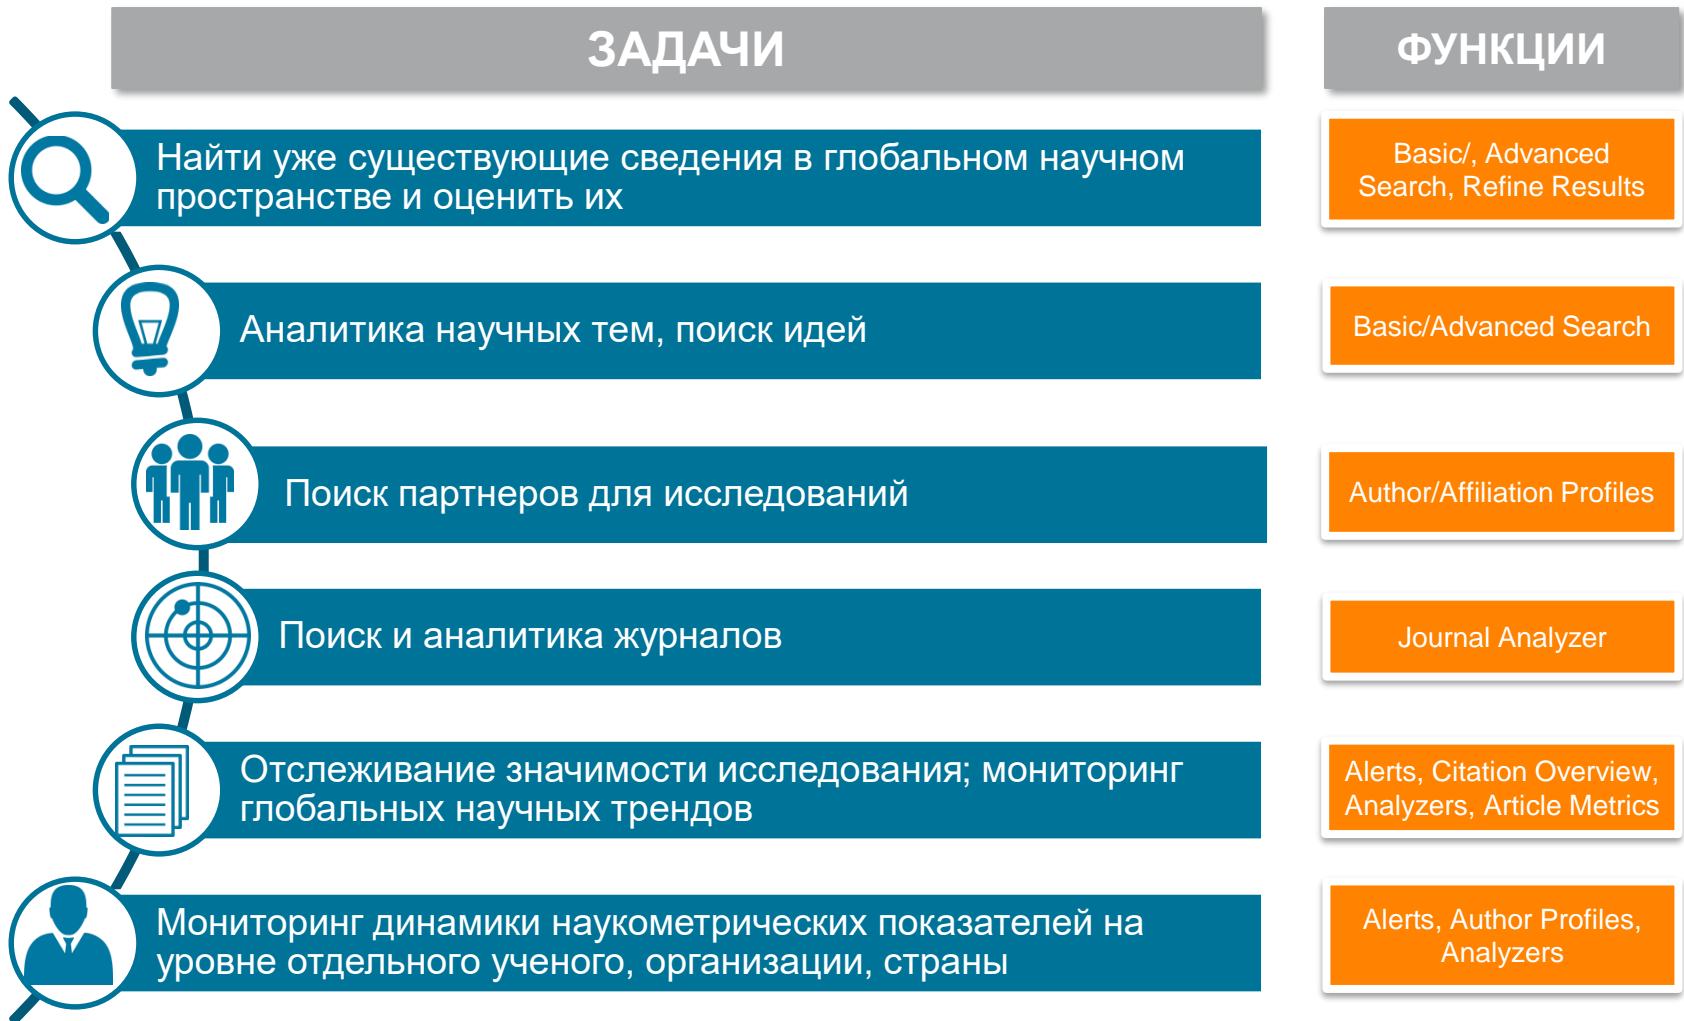 ЗАДАЧИ
ФУНКЦИИ
Найти уже существующие сведения в глобальном научном
пространстве и оценить их
Basic/, Advanced
Search, Refine Results
Аналитика научных тем, поиск идей
Basic/Advanced Search
Поиск партнеров для исследований
Author/Affiliation Profiles
Поиск и аналитика журналов
Journal Analyzer
Отслеживание значимости исследования; мониторинг
глобальных научных трендов
Alerts, Citation Overview,
Analyzers, Article Metrics
Мониторинг динамики наукометрических показателей на
уровне отдельного ученого, организации, страны
Alerts, Author Profiles,
Analyzers